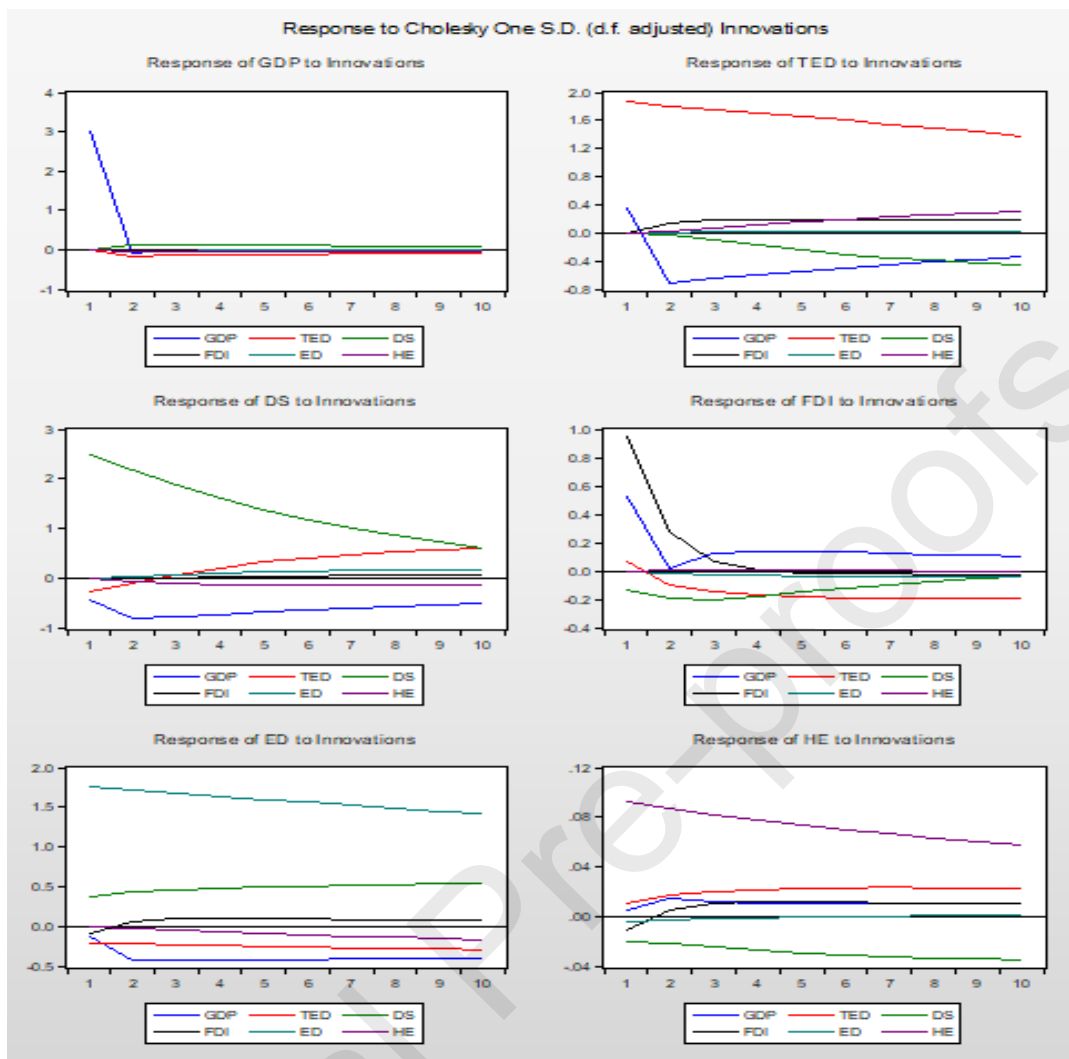 Response to Cholesky One S.D. (d.f. adjusted) Innovations
Response of GDP to Innovations
4
3
2
1
0
-1
1 2 3 4 5 6 7 8 9 10
GDP TED DS
FDI ED HE
Response of TED to Innovations
2.0
1.6
1.2
0.8
0.4
0.0
-0.4
-0.8
1 2 3 4 5 6 7 8 9 10
GDP TED DS
FDI ED HE
Response of DS to Innovations
3
2
1
0
-1
1 2 3 4 5 6 7 8 9 10
GDP TED DS
FDI ED HE
Response of FDI to Innovations
1.0
0.8
0.6
0.4
0.2
0.0
-0.2
-0.4
1 2 3 4 5 6 7 8 9 10
GDP TED DS
FDI ED HE
Response of ED to Innovations
2.0
1.5
1.0
0.5
0.0
-0.5
1 2 3 4 5 6 7 8 9 10
GDP TED DS
FDI ED HE
Response of HE to Innovations
.12
.08
.04
.00
-.04
1 2 3 4 5 6 7 8 9 10
GDP TED DS
FDI ED HE
Pre-proofs